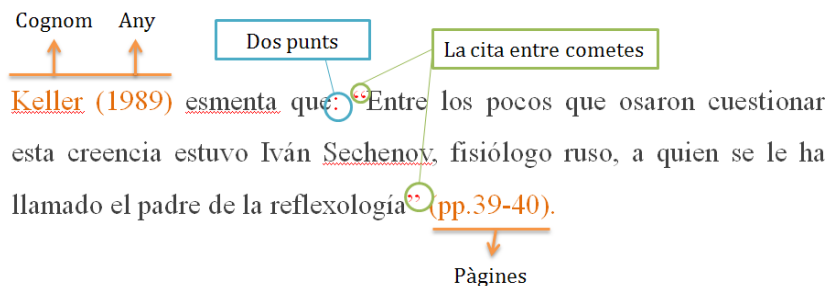 Cognom Any
Dos punts
La cita entre cometes
Keller (1989) esmenta que: “Entre los pocos que osaron cuestionar
esta creencia estuvo Iván Sechenov, fisiólogo ruso, a quien se le ha
llamado el padre de la reflexología” (pp.39-40).
Pàgines